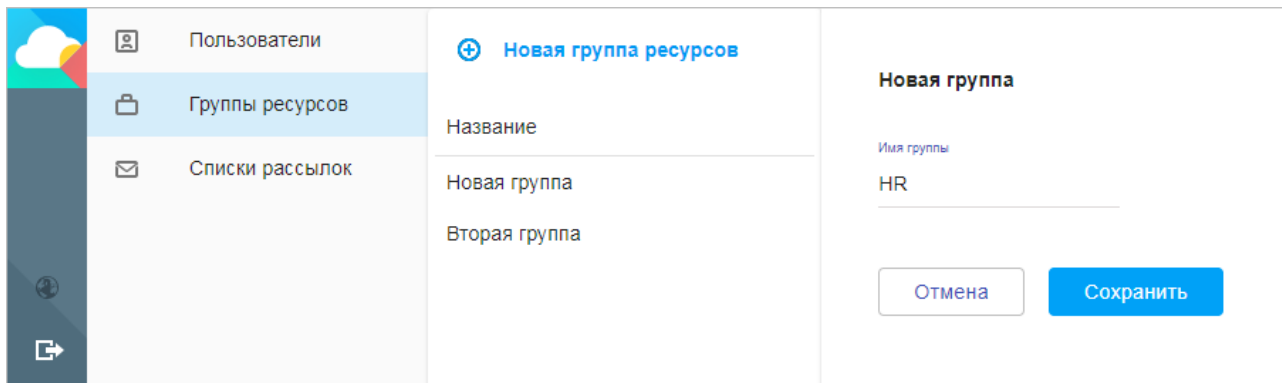 Пользователи
Группы ресурсов
Списки рассылок
Новая группа ресурсов
Название
Новая группа
Вторая группа
Новая группа
Имя группы
HR
Отмена
Сохранить